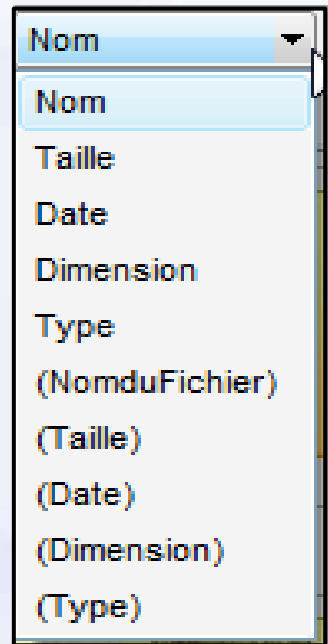 Nom
Nom
Taille
Date
Dimension
Type
(NomduFichier)
(Taille)
(Date)
(Dimension)
(Type)